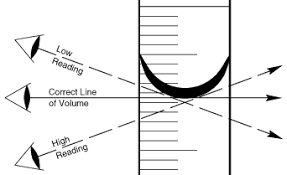 Low
Reading
Correct Line
of Volume
High
Reading